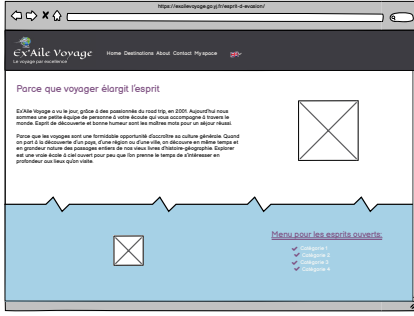 https://exailevoyage.go.yj.fr/esprit-d-evasion/
Ex'Aile Voyage
Le voyage par excellence
Home Destinations About Contact My space
Parce que voyager élargit l'esprit
Ex'Aile Voyage a vu le jour, grâce à des passionnés du road trip, en 2001. Aujourd'hui nous
sommes une petite équipe de personne à votre écoute qui vous accompagne à travers le
monde. Esprit de découverte et bonne humeur sont les maîtres mots pour un séjour réussi.
Parce que les voyages sont une formidable opportunité d'accroître sa culture générale. Quand
on part à la découverte d'un pays, d'une région ou d'une ville, on découvre en même temps et
en grandeur nature des passages entiers de nos vieux livres d'histoire-géographie. Explorer
est une vraie école à ciel ouvert pour peu que l'on prenne le temps de s'intéresser en
profondeur aux lieux qu'on visite.
Menu pour les esprits ouverts:
Catégorie 1
Catégorie 2
Catégorie 3
Catégorie 4